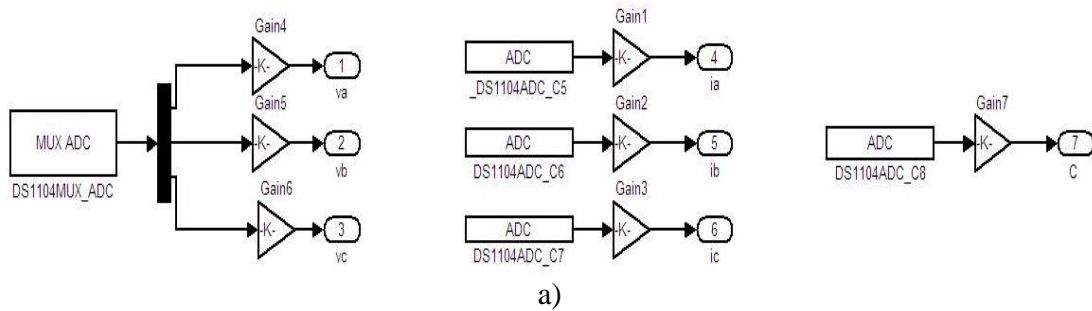 Gain4
-K-
1
va
MUX ADC
DS1104MUX_ADC
Gain5
-K-
2
vb
Gain6
-K-
3
vc
ADC
_DS1104ADC_C5
Gain1
-K-
4
ia
ADC
DS1104ADC_C6
Gain2
-K-
5
ib
ADC
DS1104ADC_C7
Gain3
-K-
6
ic
ADC
DS1104ADC_C8
Gain7
-K-
7
C
a)